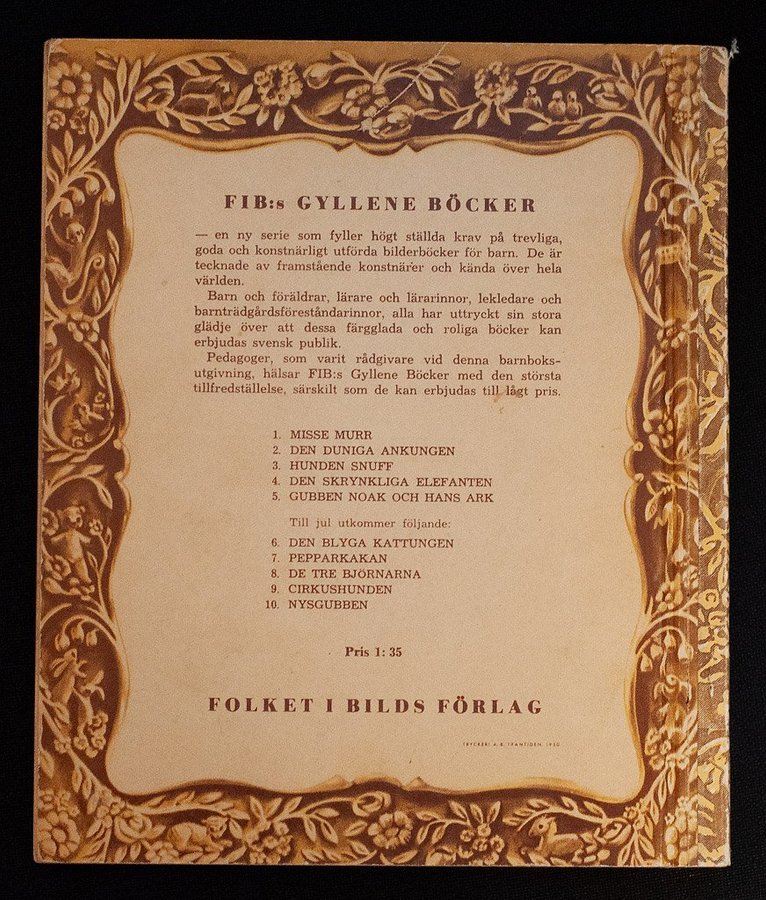 FIB:s GYLLENE BÖCKER
— en ny serie som fyller högt ställda krav på trevliga,
goda och konstnärligt utförda bilderböcker för barn. De är
tecknade av framstående konstnärer och kända över hela
världen.
Barn och föräldrar, lärare och lärarinnor, lekledare och
barnträdgårdsföreståndarinnor, alla har uttryckt sin stora
glädje över att dessa färgglada och roliga böcker kan
erbjudas svensk publik.
Pedagoger, som varit rådgivare vid denna barnboks-
utgivning, hälsar FIB:s Gyllene Böcker med den största
tillfredställelse, särskilt som de kan erbjudas till lågt pris.
1. MISSE MURR
2. DEN DUNIGA ANKUNGEN
3. HUNDEN SNUFF
4. DEN SKRYNKLIGA ELEFANTEN
5. GUBBEN NOAK OCH HANS ARK
Till jul utkommer följande:
6. DEN BLYGA KATTUNGEN
7. PEPPARKAKAN
8. DE TRE BJÖRNARNA
9. CIRKUSHUNDEN
10. NYSGUBBEN
Pris 1: 35
FOLKET I BILDS FÖRLAG
TRYCKERI A.-B. FRAMTIDEN, 1950